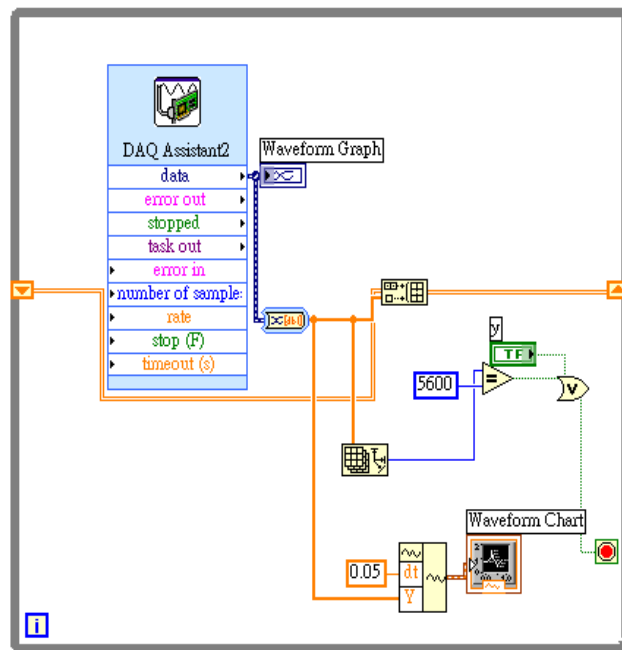 DAQ Assistant2
Waveform Graph
data
error out
stopped
task out
error in
number of samples
rate
stop (F)
timeout (s)
y
TF
5600
=
V
Waveform Chart
0.05
dt
Y
i